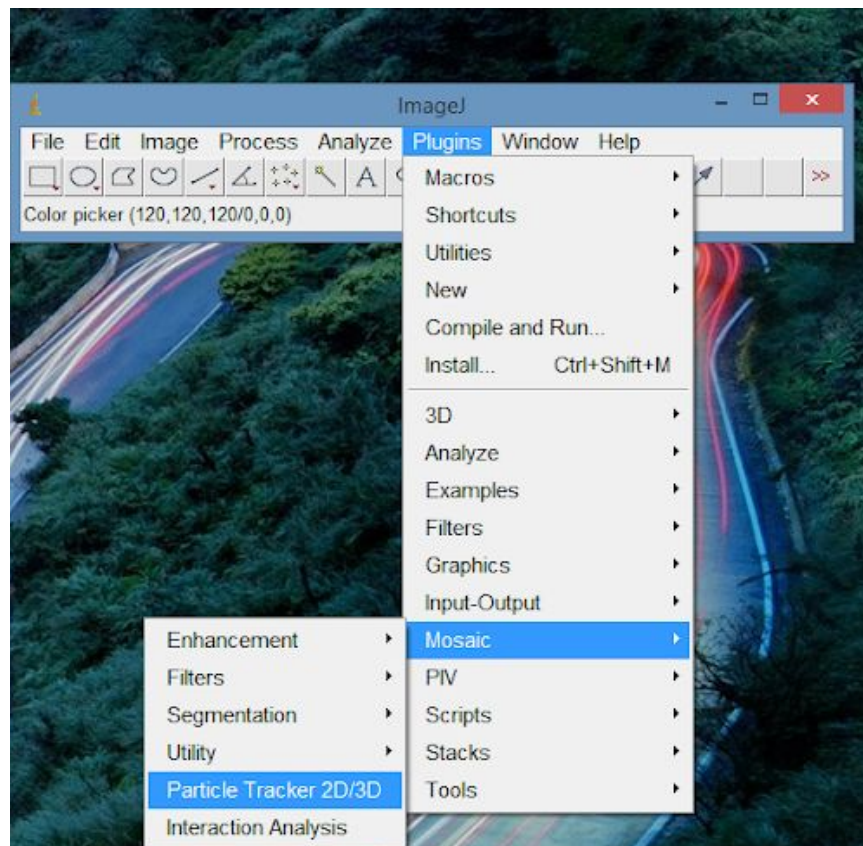 ImageJ
File Edit Image Process Analyze Plugins Window Help
A
>>
Color picker (120,120,120/0,0,0)
Macros
Shortcuts
Utilities
New
Compile and Run...
Install... Ctrl+Shift+M
3D
Analyze
Examples
Filters
Graphics
Input-Output
Mosaic
PIV
Scripts
Stacks
Tools
Enhancement
Filters
Segmentation
Utility
Particle Tracker 2D/3D
Interaction Analysis